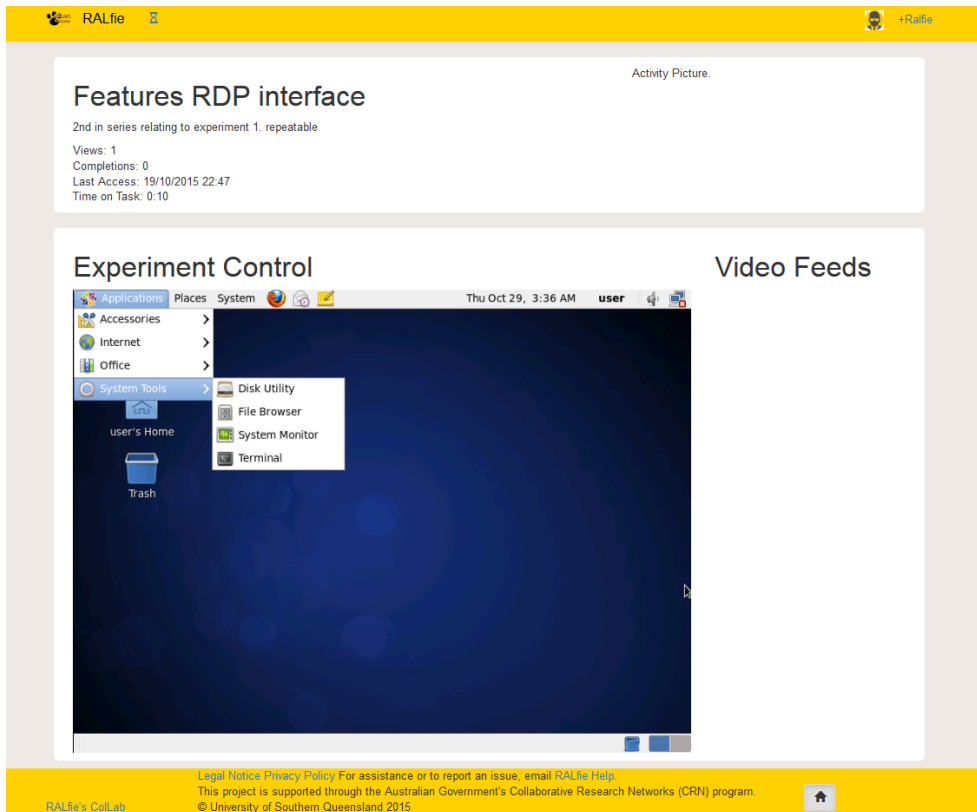 RALfie
+Ralfie
Activity Picture.
Features RDP interface
2nd in series relating to experiment 1. repeatable
Views: 1
Completions: 0
Last Access: 19/10/2015 22:47
Time on Task: 0:10
Experiment Control
Video Feeds
Applications Places System Thu Oct 29, 3:36 AM user
Accessories
Internet
Office
System Tools
Disk Utility
File Browser
System Monitor
Terminal
user's Home
Trash
Legal Notice Privacy Policy For assistance or to report an issue, email RALfie Help.
This project is supported through the Australian Government's Collaborative Research Networks (CRN) program.
RALfie's ColLab
© University of Southern Queensland 2015